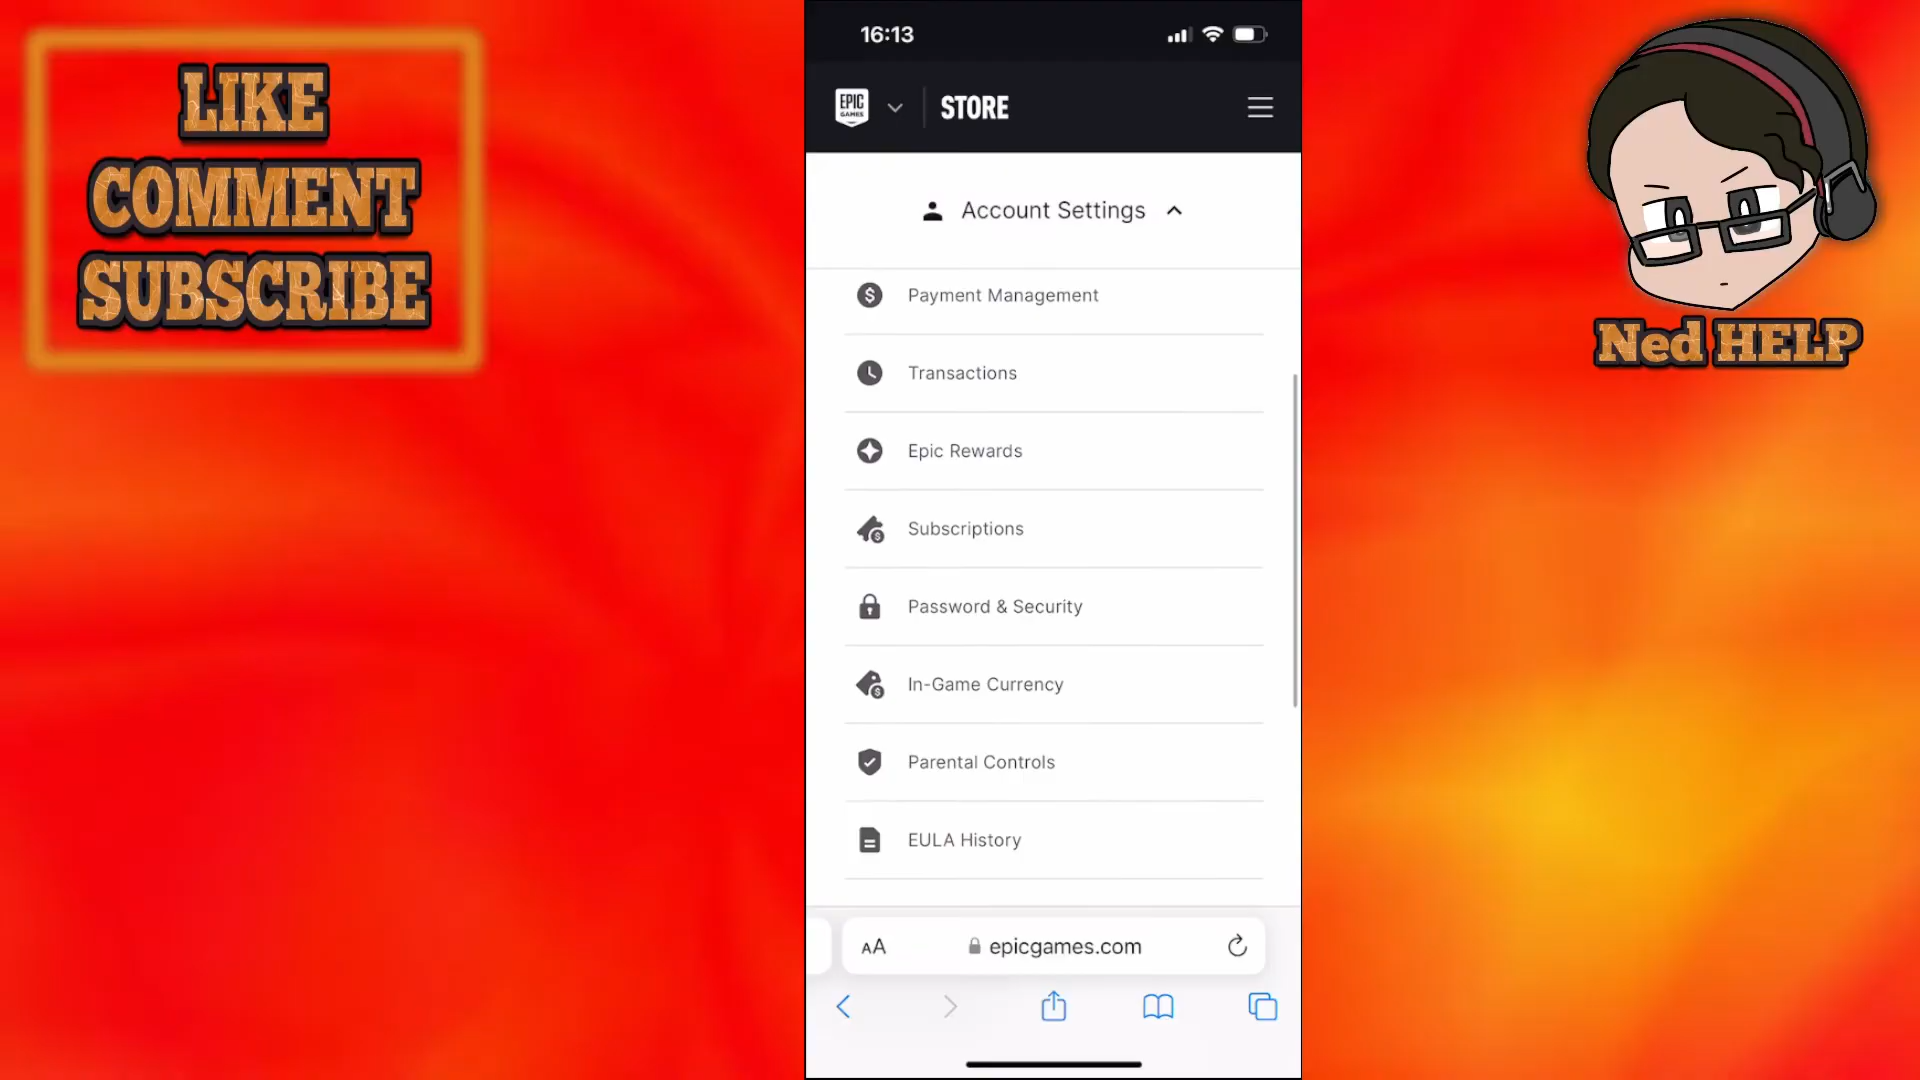 LIKE
COMMENT
SUBSCRIBE
16:13
EPIC
GAMES
STORE
Account Settings
Payment Management
Transactions
Epic Rewards
Subscriptions
Password & Security
In-Game Currency
Parental Controls
EULA History
AA
epicgames.com
Ned HELP